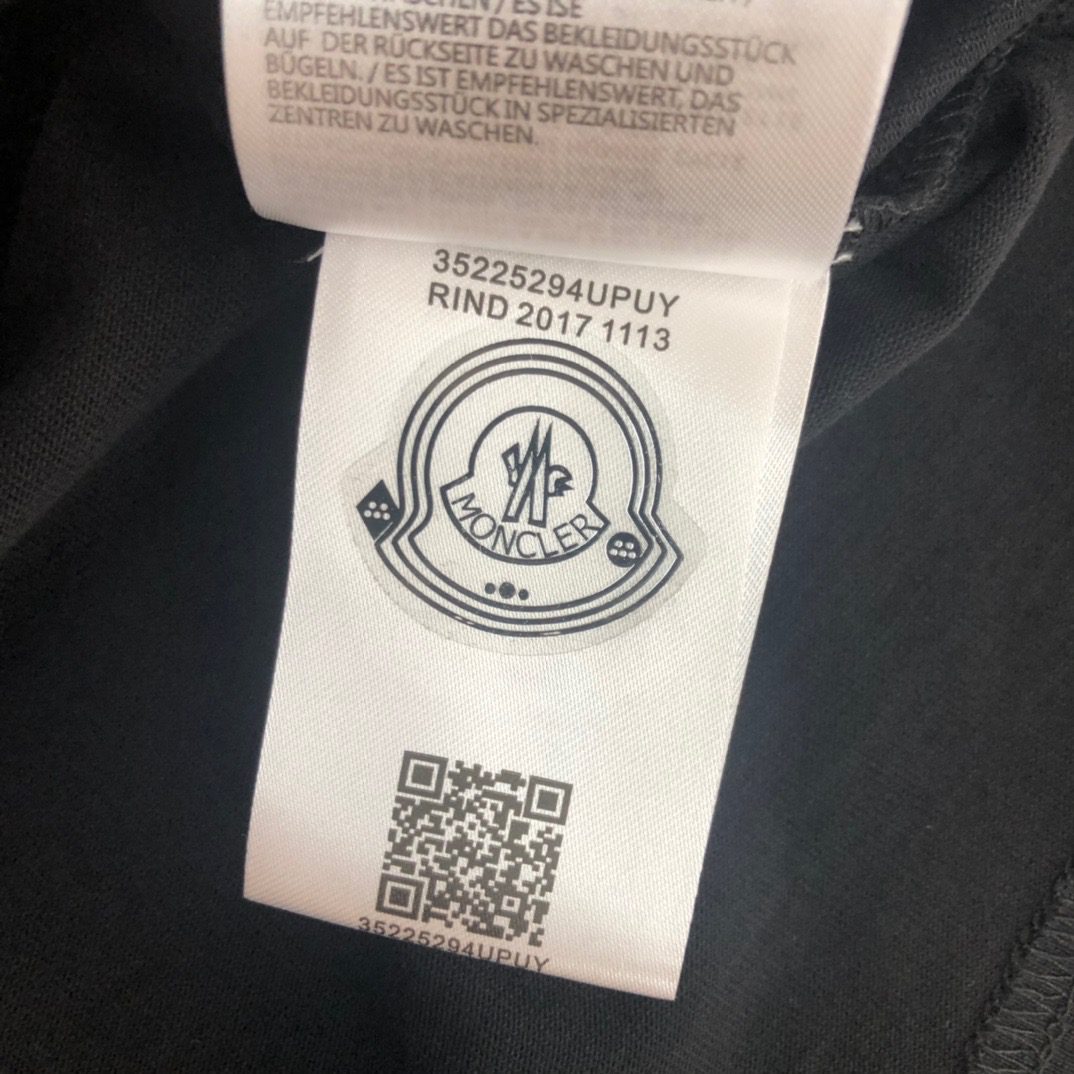 EMPFEHLENSWERT DAS BEKLEIDUNGSSTÜCK
AUF DER RÜCKSEITE ZU WASCHEN UND
BÜGELN. / ES IST EMPFEHLENSWERT, DAS
BEKLEIDUNGSSTÜCK IN SPEZIALISIERTEN
ZENTREN ZU WASCHEN.
35225294UPUY
RIND 2017 1113
MONCLER
35225294UPUY